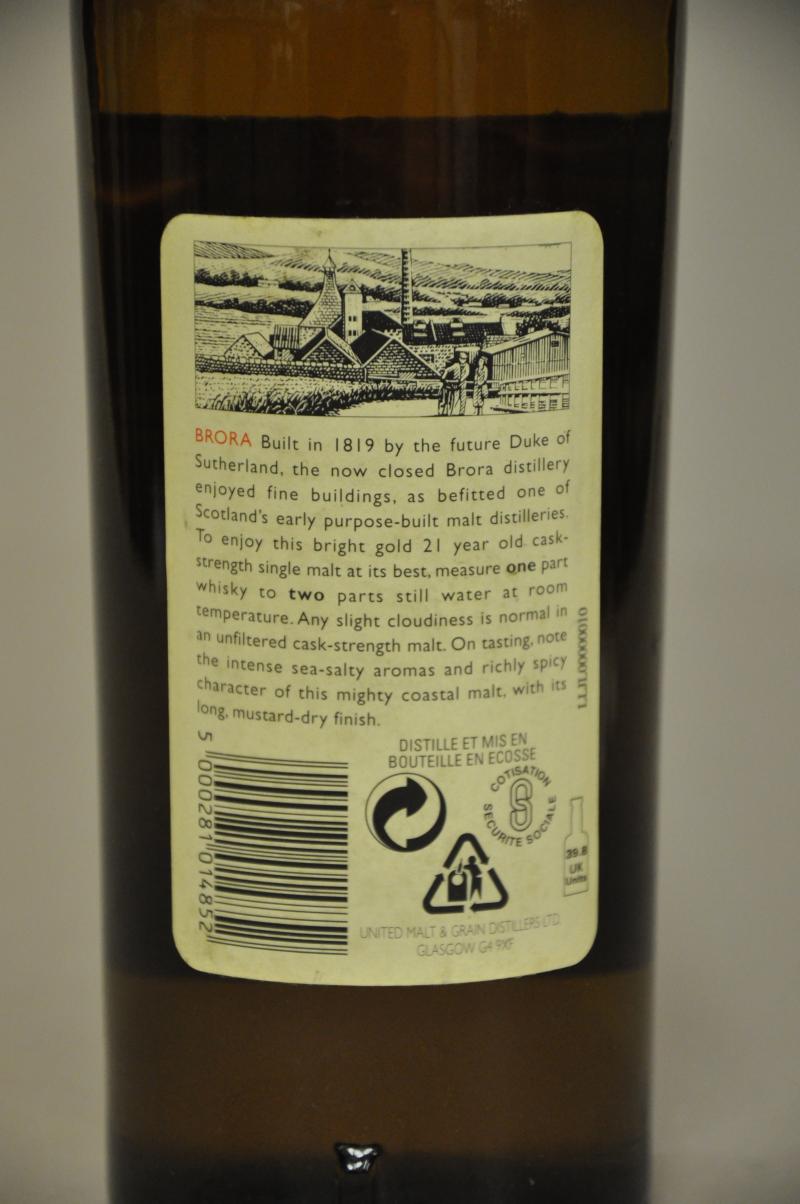 BRORA Built in 1819 by the future Duke of
Sutherland, the now closed Brora distillery
enjoyed fine buildings, as befitted one of
Scotland's early purpose-built malt distilleries.
To enjoy this bright gold 21 year old cask-
strength single malt at its best, measure one part
whisky to two parts still water at room
temperature. Any slight cloudiness is normal in
an unfiltered cask-strength malt. On tasting, note
the intense sea-salty aromas and richly spicy
character of this mighty coastal malt, with its
long, mustard-dry finish.
DISTILLE ET MIS EN
BOUTEILLE EN ECOSSE
COTISATION
SECURITE SOCIALE
39.8
UK
Units
UNITED MALT & GRAIN DISTILLERS LTD.
GLASGOW G4 9XF
5 000281 014852